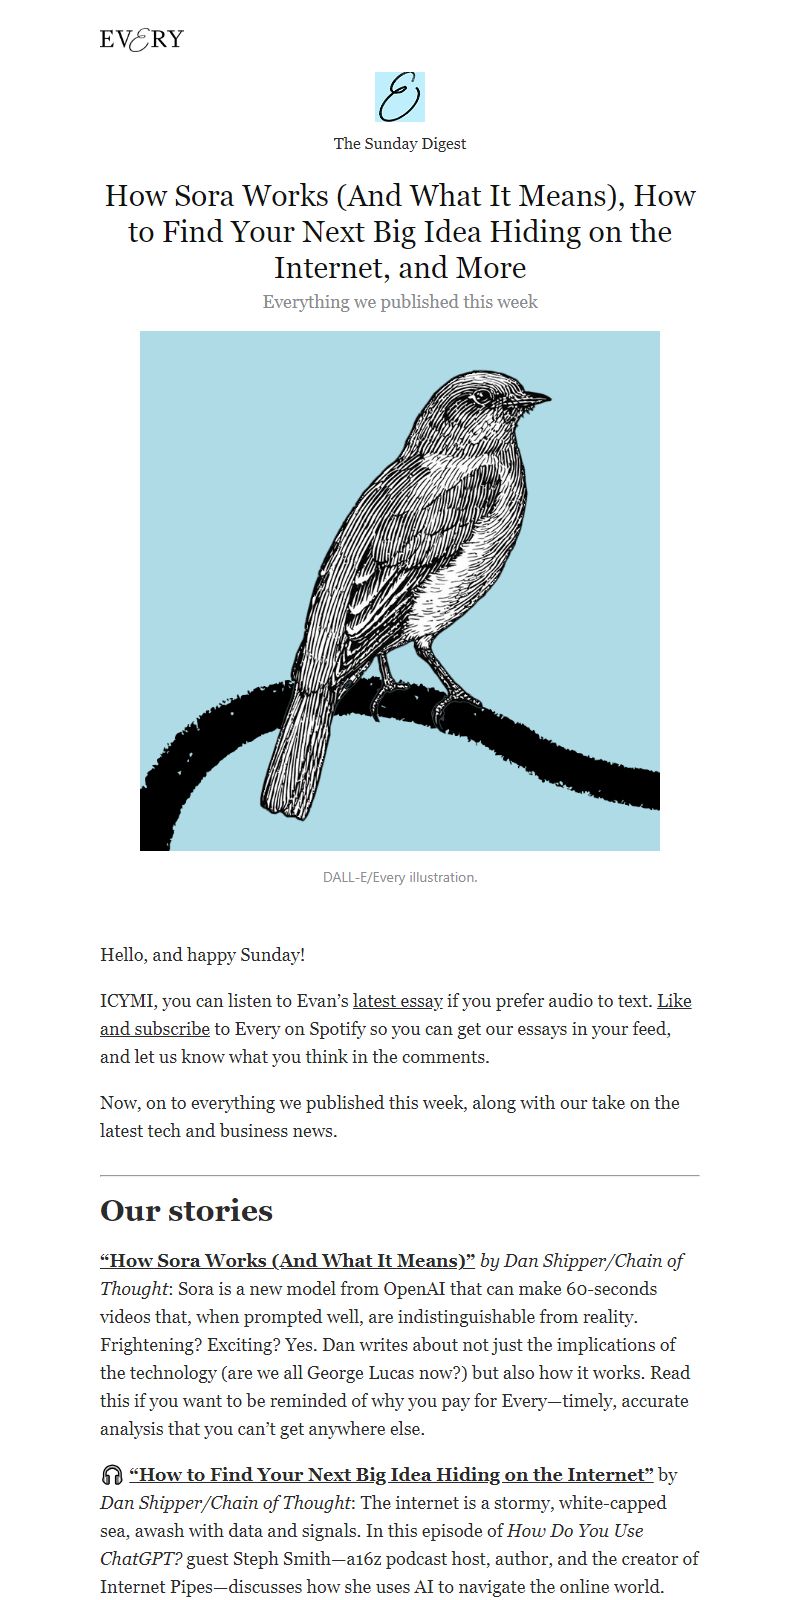 EVERY
E
The Sunday Digest
How Sora Works (And What It Means), How
to Find Your Next Big Idea Hiding on the
Internet, and More
Everything we published this week
DALL-E/Every illustration.
Hello, and happy Sunday!
ICYMI, you can listen to Evan’s latest essay if you prefer audio to text. Like
and subscribe to Every on Spotify so you can get our essays in your feed,
and let us know what you think in the comments.
Now, on to everything we published this week, along with our take on the
latest tech and business news.
Our stories
“How Sora Works (And What It Means)” by Dan Shipper/Chain of
Thought: Sora is a new model from OpenAI that can make 60-seconds
videos that, when prompted well, are indistinguishable from reality.
Frightening? Exciting? Yes. Dan writes about not just the implications of
the technology (are we all George Lucas now?) but also how it works. Read
this if you want to be reminded of why you pay for Every—timely, accurate
analysis that you can’t get anywhere else.
🎧 “How to Find Your Next Big Idea Hiding on the Internet” by
Dan Shipper/Chain of Thought: The internet is a stormy, white-capped
sea, awash with data and signals. In this episode of How Do You Use
ChatGPT? guest Steph Smith—a16z podcast host, author, and the creator of
Internet Pipes—discusses how she uses AI to navigate the online world.